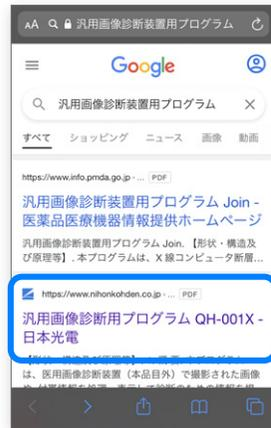 AA 汎用画像診断装置用プログラム
Google
汎用画像診断装置用プログラム
すべて ショッピング ニュース 画像 動画
https://www.info.pmda.go.jp › ... PDF
汎用画像診断装置用プログラム Join -
医薬品医療機器情報提供ホームページ
汎用画像診断装置用プログラム Join. 【形状・構造及
び原理等】. 本プログラムは、X 線コンピュータ断層...
https://www.nihonkohden.co.jp › ... PDF
汎用画像診断用プログラム QH-001X -
日本光電
は、医用画像診断装置（本品目外）で撮影された画像